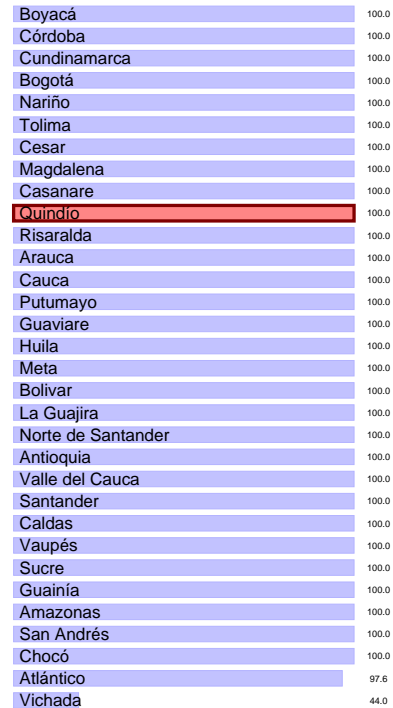 Boyacá 100.0
Córdoba 100.0
Cundinamarca 100.0
Bogotá 100.0
Nariño 100.0
Tolima 100.0
Cesar 100.0
Magdalena 100.0
Casanare 100.0
Quindío 100.0
Risaralda 100.0
Arauca 100.0
Cauca 100.0
Putumayo 100.0
Guaviare 100.0
Huila 100.0
Meta 100.0
Bolivar 100.0
La Guajira 100.0
Norte de Santander 100.0
Antioquia 100.0
Valle del Cauca 100.0
Santander 100.0
Caldas 100.0
Vaupés 100.0
Sucre 100.0
Guainía 100.0
Amazonas 100.0
San Andrés 100.0
Chocó 100.0
Atlántico 97.6
Vichada 44.0